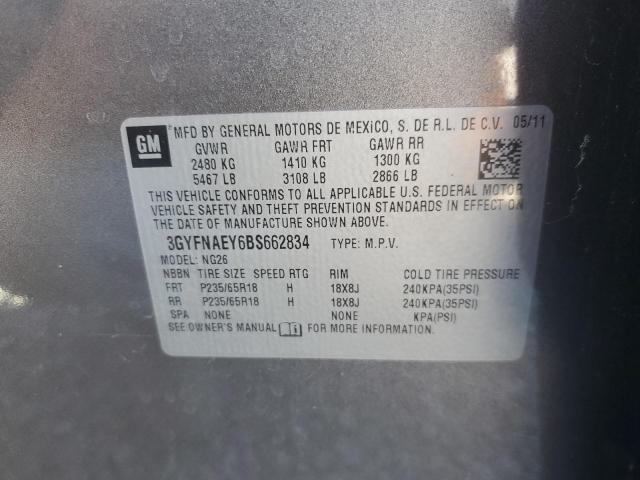 GM MFD BY GENERAL MOTORS DE MEXICO, S. DE R.L. DE C.V. 05/11
GVWR GAWR FRT GAWR RR
2480 KG 1410 KG 1300 KG
5467 LB 3108 LB 2866 LB
THIS VEHICLE CONFORMS TO ALL APPLICABLE U.S. FEDERAL MOTOR
VEHICLE SAFETY AND THEFT PREVENTION STANDARDS IN EFFECT ON
THE DATE OF MANUFACTURE SHOWN ABOVE.
3GYFNAEY6BS662834 TYPE: M.P.V.
MODEL: NG26
NBBN TIRE SIZE SPEED RTG RIM COLD TIRE PRESSURE
FRT P235/65R18 H 18X8J 240KPA(35PSI)
RR P235/65R18 H 18X8J 240KPA(35PSI)
SPA NONE NONE KPA(PSI)
SEE OWNER'S MANUAL FOR MORE INFORMATION.